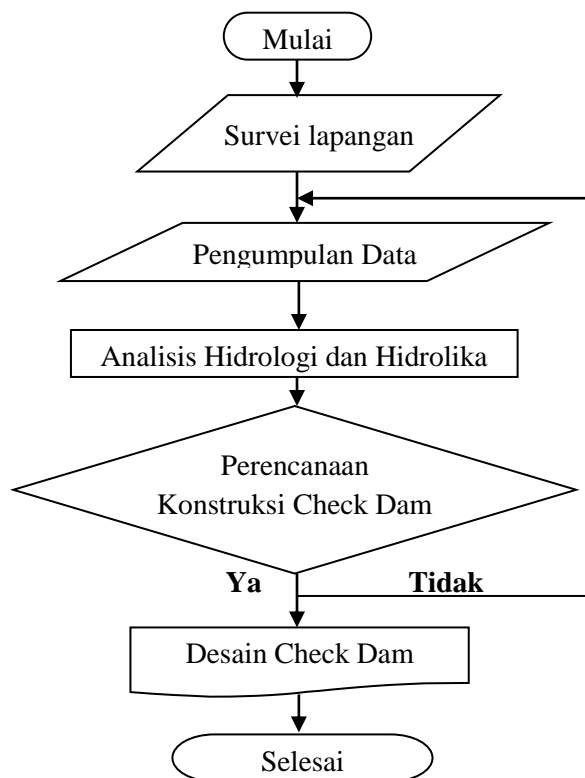 Mulai
Survei lapangan
Pengumpulan Data
Analisis Hidrologi dan Hidrolika
Perencanaan
Konstruksi Check Dam
Ya Tidak
Desain Check Dam
Selesai